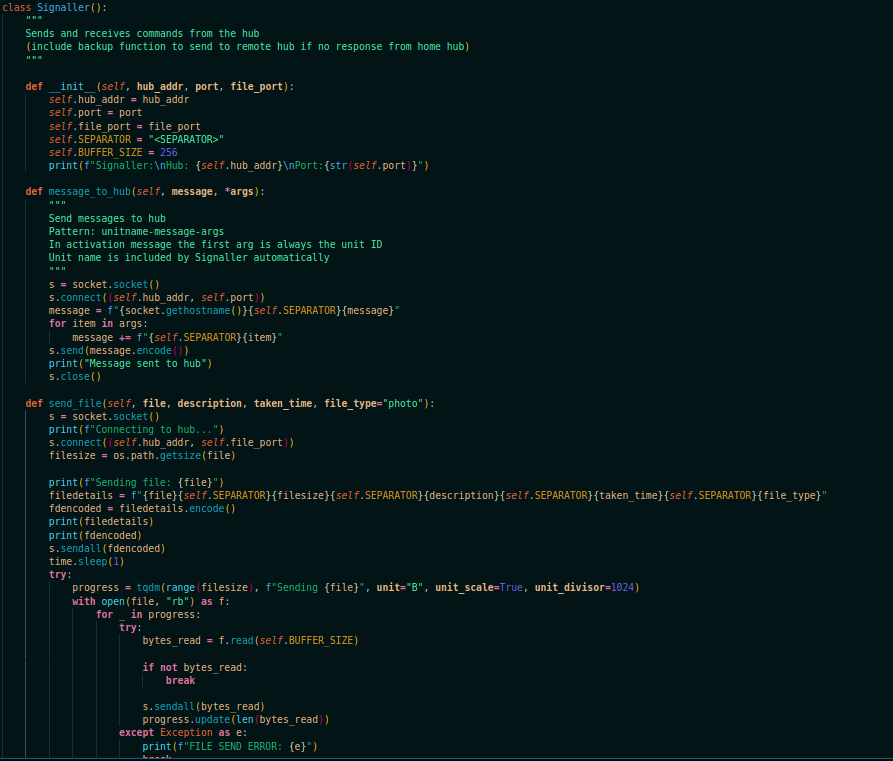 class Signaller():
    """
    Sends and receives commands from the hub
    (include backup function to send to remote hub if no response from home hub)
    """

    def __init__(self, hub_addr, port, file_port):
        self.hub_addr = hub_addr
        self.port = port
        self.file_port = file_port
        self.SEPARATOR = "<SEPARATOR>"
        self.BUFFER_SIZE = 256
        print(f"Signaller:\nHub: {self.hub_addr}\nPort:{str(self.port)}")

    def message_to_hub(self, message, *args):
        """
        Send messages to hub
        Pattern: unitname-message-args
        In activation message the first arg is always the unit ID
        Unit name is included by Signaller automatically
        """
        s = socket.socket()
        s.connect((self.hub_addr, self.port))
        message = f"{socket.gethostname()}{self.SEPARATOR}{message}"
        for item in args:
            message += f"{self.SEPARATOR}{item}"
        s.send(message.encode())
        print("Message sent to hub")
        s.close()

    def send_file(self, file, description, taken_time, file_type="photo"):
        s = socket.socket()
        print(f"Connecting to hub...")
        s.connect((self.hub_addr, self.file_port))
        filesize = os.path.getsize(file)

        print(f"Sending file: {file}")
        filedetails = f"{file}{self.SEPARATOR}{filesize}{self.SEPARATOR}{description}{self.SEPARATOR}{taken_time}{self.SEPARATOR}{file_type}"
        fdencoded = filedetails.encode()
        print(filedetails)
        print(fdencoded)
        s.sendall(fdencoded)
        time.sleep(1)
        try:
            progress = tqdm(range(filesize), f"Sending {file}", unit="B", unit_scale=True, unit_divisor=1024)
            with open(file, "rb") as f:
                for _ in progress:
                    try:
                        bytes_read = f.read(self.BUFFER_SIZE)

                        if not bytes_read:
                            break

                        s.sendall(bytes_read)
                        progress.update(len(bytes_read))
                    except Exception as e:
                        print(f"FILE SEND ERROR: {e}")